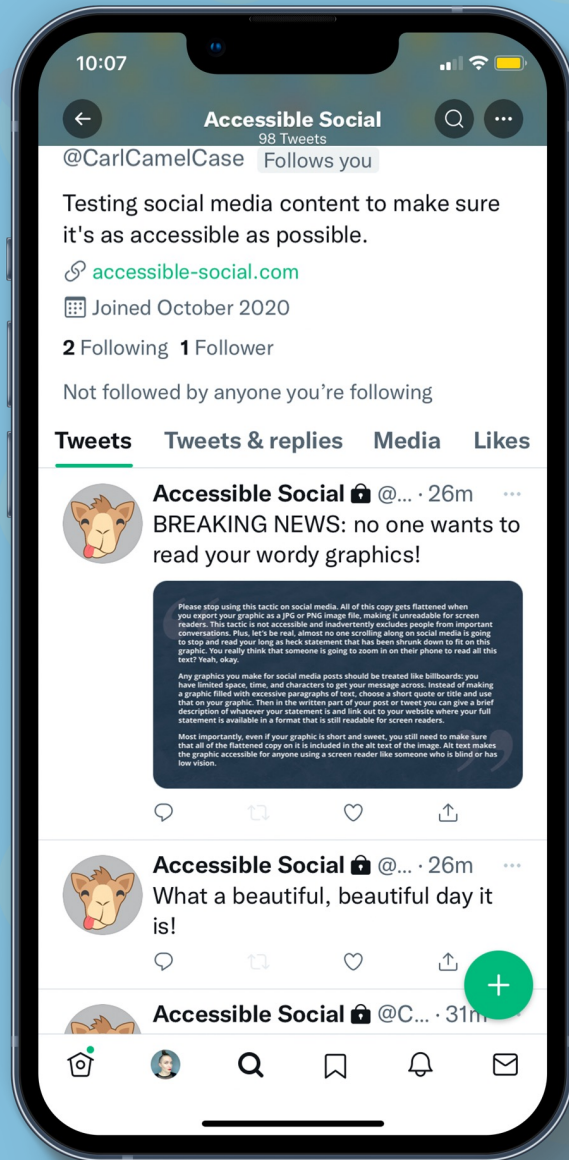 10:07
Accessible Social
98 Tweets
@CarlCamelCase Follows you
Testing social media content to make sure
it's as accessible as possible.
accessible-social.com
Joined October 2020
2 Following 1 Follower
Not followed by anyone you're following
Tweets Tweets & replies Media Likes
Accessible Social @... · 26m
BREAKING NEWS: no one wants to
read your wordy graphics!
Please stop using this tactic on social media. All of this copy gets flattened when
you export your graphic as a JPG or PNG image file, making it unreadable for screen
readers. This tactic is not accessible and inadvertently excludes people from important
conversations. Plus, let's be real, almost no one scrolling along on social media is going
to stop and read your long as heck statement that has been shrunk down to fit on this
graphic. You really think that someone is going to zoom in on their phone to read all this
text? Yeah, okay.
Any graphics you make for social media posts should be treated like billboards: you
have limited space, time, and characters to get your message across. Instead of making
a graphic filled with excessive paragraphs of text, choose a short quote or title and use
that on your graphic. Then in the written part of your post or tweet you can give a brief
description of whatever your statement is and link out to your website where your full
statement is available in a format that is still readable for screen readers.
Most importantly, even if your graphic is short and sweet, you still need to make sure
that all of the flattened copy on it is included in the alt text of the image. Alt text makes
the graphic accessible for anyone using a screen reader like someone who is blind or has
low vision.
Accessible Social @... · 26m
What a beautiful, beautiful day it
is!
Accessible Social @C... · 31m